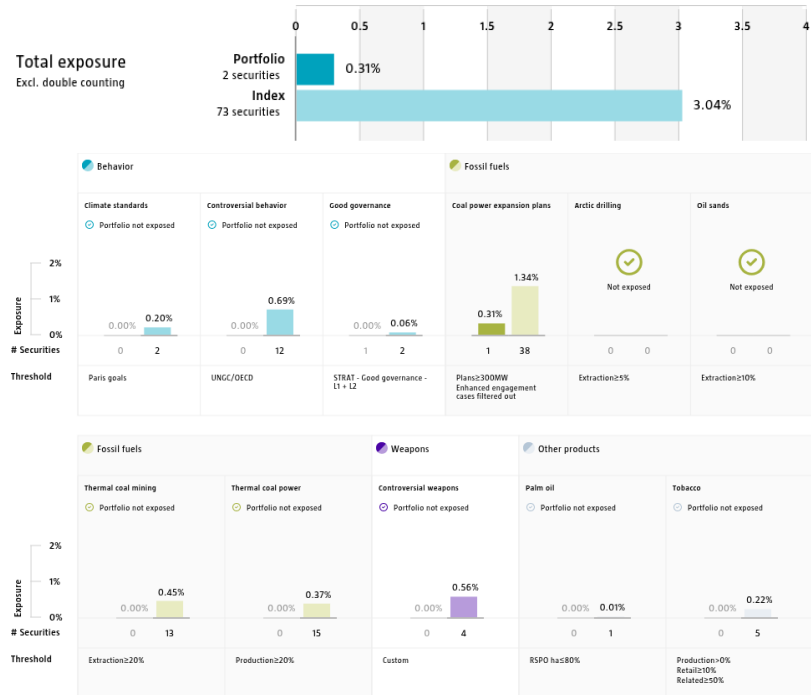 0 0.5 1 1.5 2 2.5 3 3.5 4
Total exposure
Excl. double counting
Portfolio
2 securities
0.31%
Index
73 securities
3.04%
Behavior
Fossil fuels
Climate standards
Controversial behavior
Good governance
Coal power expansion plans
Arctic drilling
Oil sands
Portfolio not exposed
Portfolio not exposed
Portfolio not exposed
Not exposed
Not exposed
Exposure
2%
1%
0%
0.00% 0.20%
0.00% 0.69%
0.00% 0.06%
0.31% 1.34%
# Securities
0 2
0 12
1 2
1 38
0 0
0 0
Threshold
Paris goals
UNGC/OECD
STRAT - Good governance -
L1 + L2
Plans≥300MW
Enhanced engagement
cases filtered out
Extraction≥5%
Extraction≥10%
Fossil fuels
Weapons
Other products
Thermal coal mining
Thermal coal power
Controversial weapons
Palm oil
Tobacco
Portfolio not exposed
Portfolio not exposed
Portfolio not exposed
Portfolio not exposed
Portfolio not exposed
Exposure
2%
1%
0%
0.00% 0.45%
0.00% 0.37%
0.00% 0.56%
0.00% 0.01%
0.00% 0.22%
# Securities
0 13
0 15
0 4
0 1
0 5
Threshold
Extraction≥20%
Production≥20%
Custom
RSPO ha≤80%
Production>0%
Retail≥10%
Related≥50%